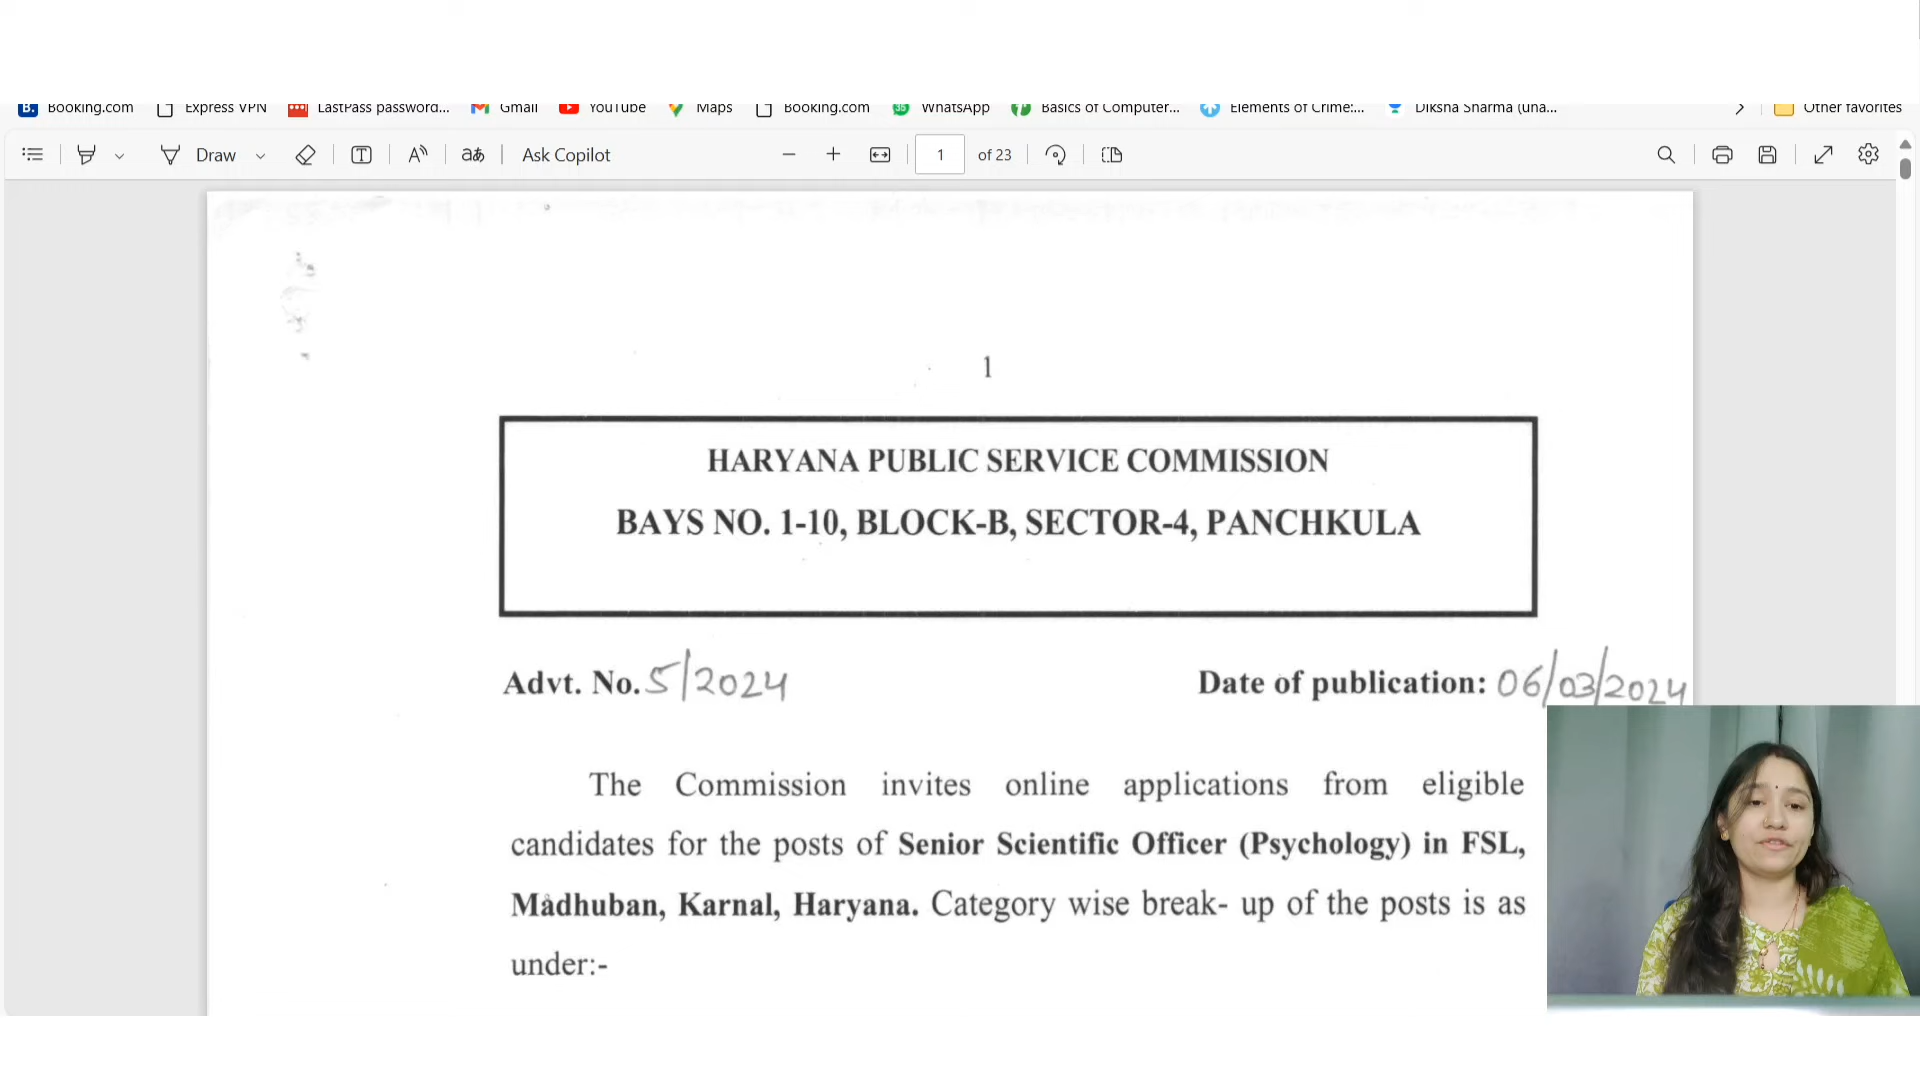 Booking.com Express VPN LastPass password... Gmail YouTube Maps Booking.com WhatsApp Basics of Computer... Elements of Crime:... Diksha Sharma (una... Other favorites
Draw aあ Ask Copilot 1 of 23
1
HARYANA PUBLIC SERVICE COMMISSION
BAYS NO. 1-10, BLOCK-B, SECTOR-4, PANCHKULA
Advt. No. 5/2024 Date of publication: 06/03/2024
The Commission invites online applications from eligible
candidates for the posts of Senior Scientific Officer (Psychology) in FSL,
Madhuban, Karnal, Haryana. Category wise break- up of the posts is as
under:-